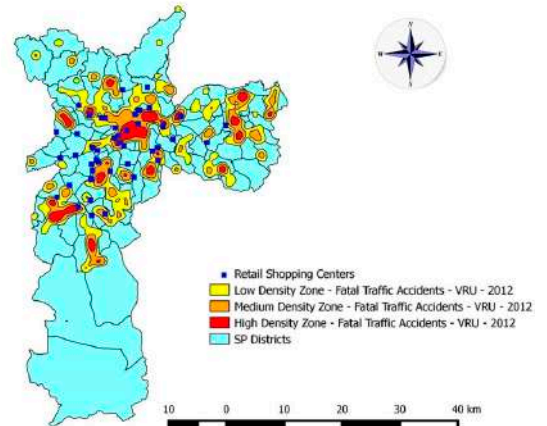 N
W
E
S
Retail Shopping Centers
Low Density Zone - Fatal Traffic Accidents - VRU - 2012
Medium Density Zone - Fatal Traffic Accidents - VRU - 2012
High Density Zone - Fatal Traffic Accidents - VRU - 2012
SP Districts
10 0 10 20 30 40 km